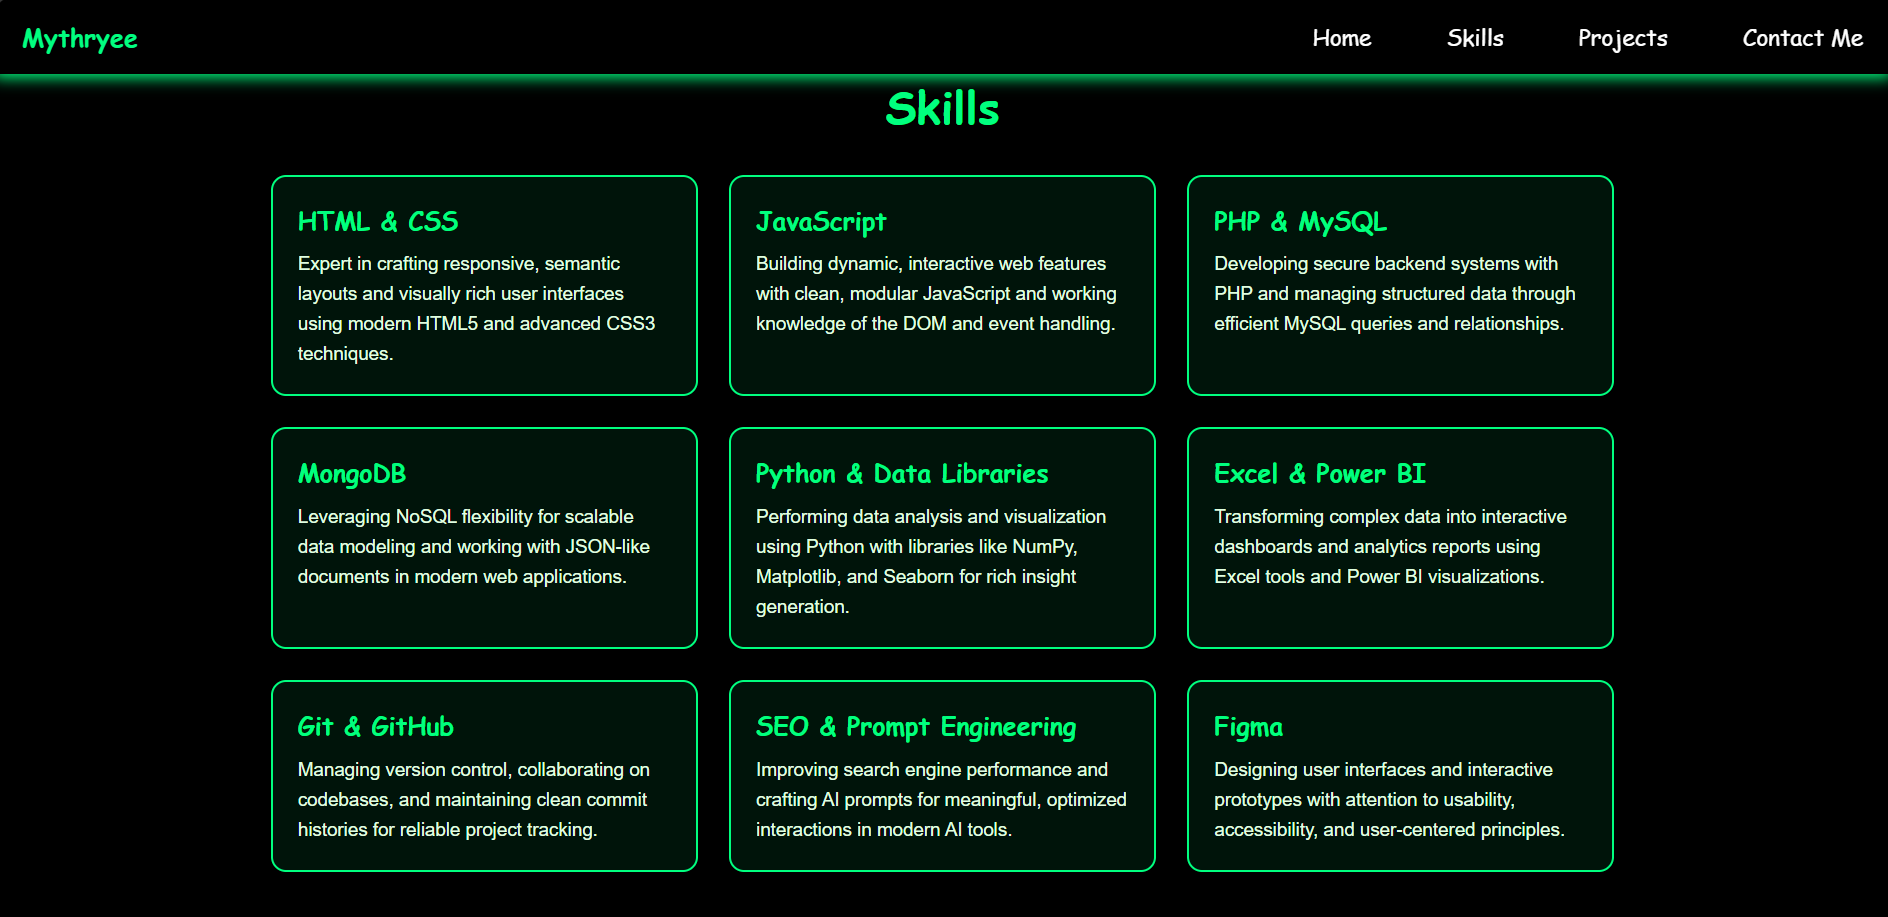 Mythryee
Home
Skills
Projects
Contact Me
Skills
HTML & CSS
Expert in crafting responsive, semantic
layouts and visually rich user interfaces
using modern HTML5 and advanced CSS3
techniques.
JavaScript
Building dynamic, interactive web features
with clean, modular JavaScript and working
knowledge of the DOM and event handling.
PHP & MySQL
Developing secure backend systems with
PHP and managing structured data through
efficient MySQL queries and relationships.
MongoDB
Leveraging NoSQL flexibility for scalable
data modeling and working with JSON-like
documents in modern web applications.
Python & Data Libraries
Performing data analysis and visualization
using Python with libraries like NumPy,
Matplotlib, and Seaborn for rich insight
generation.
Excel & Power BI
Transforming complex data into interactive
dashboards and analytics reports using
Excel tools and Power BI visualizations.
Git & GitHub
Managing version control, collaborating on
codebases, and maintaining clean commit
histories for reliable project tracking.
SEO & Prompt Engineering
Improving search engine performance and
crafting AI prompts for meaningful, optimized
interactions in modern AI tools.
Figma
Designing user interfaces and interactive
prototypes with attention to usability,
accessibility, and user-centered principles.